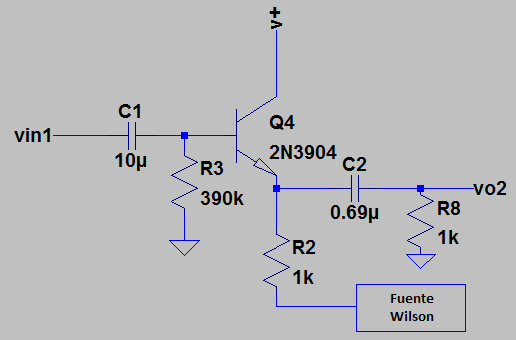 v+
C1
Q4
vin1
2N3904
10µ
R3
C2
390k
vo2
0.69µ
R8
1k
R2
1k
Fuente
Wilson